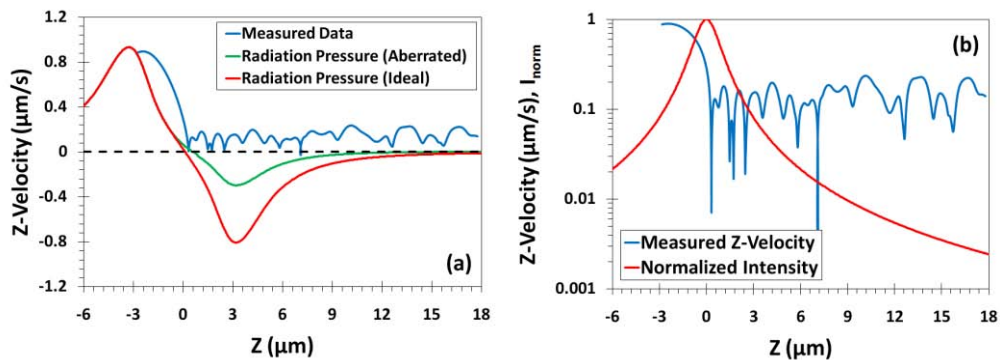 1.2
0.8
0.4
0
-0.4
-0.8
-1.2
Z-Velocity (µm/s)
Measured Data
Radiation Pressure (Aberrated)
Radiation Pressure (Ideal)
(a)
-6 -3 0 3 6 9 12 15 18
Z (µm)
1
0.1
0.01
0.001
Z-Velocity (µm/s), Inorm
(b)
Measured Z-Velocity
Normalized Intensity
-6 -3 0 3 6 9 12 15 18
Z (µm)